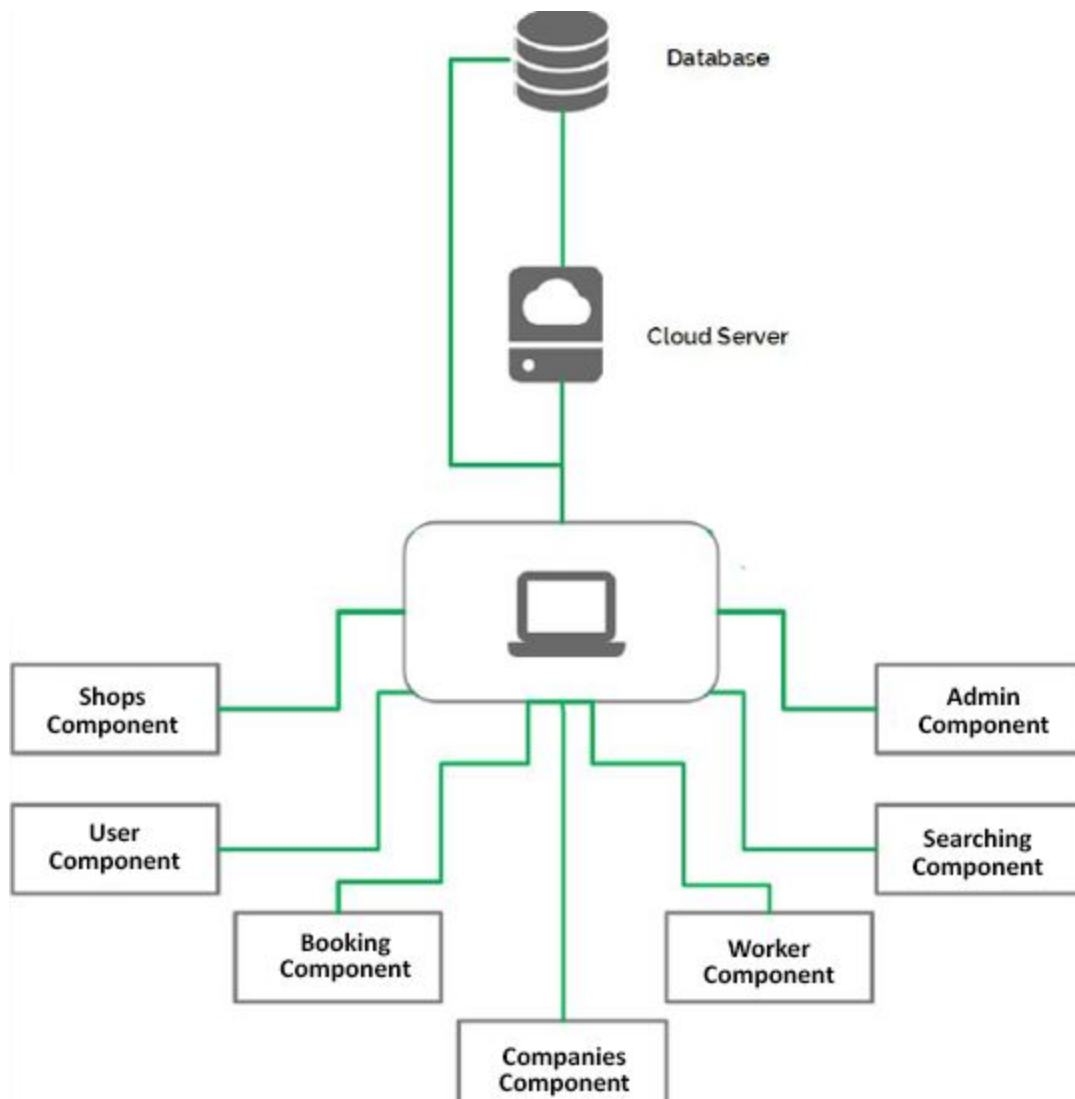 Database
Cloud Server
Shops
Component
Admin
Component
User
Component
Searching
Component
Booking
Component
Worker
Component
Companies
Component